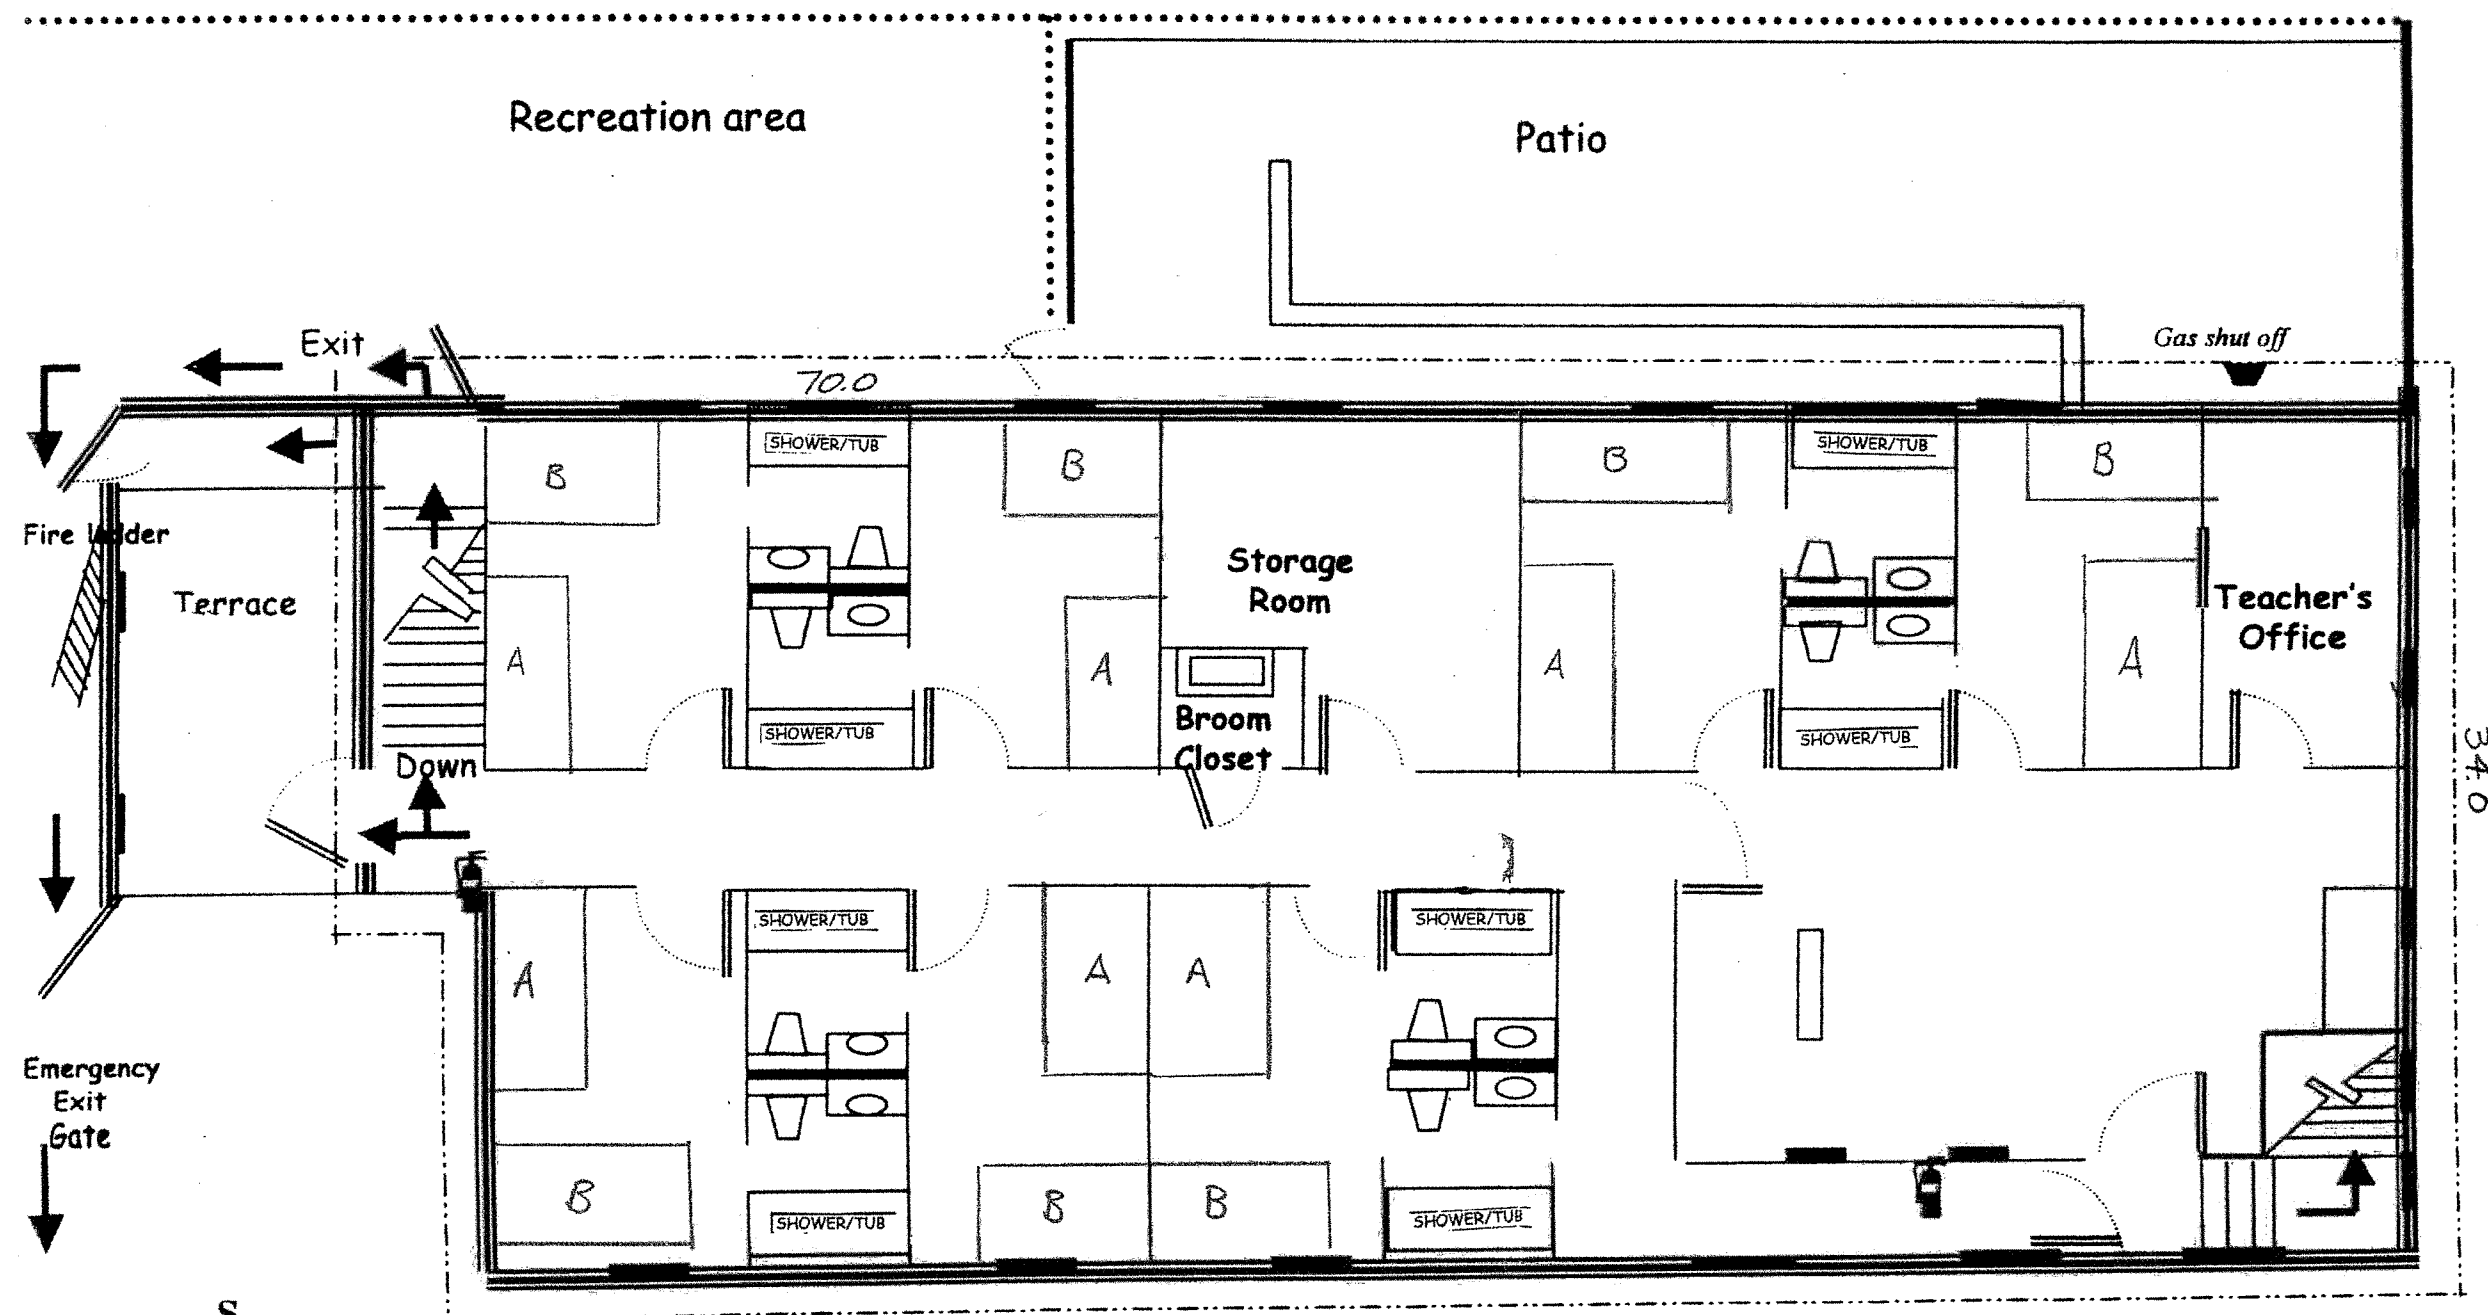 Recreation area
Patio
Exit
Gas shut off
70.0
B
SHOWER/TUB
B
B
SHOWER/TUB
B
Fire ladder
Terrace
Storage
Room
Teacher's
Office
A
A
A
A
SHOWER/TUB
Broom
Closet
SHOWER/TUB
Down
34.0
SHOWER/TUB
SHOWER/TUB
A
A
A
Emergency
Exit
Gate
B
B
B
SHOWER/TUB
SHOWER/TUB
S